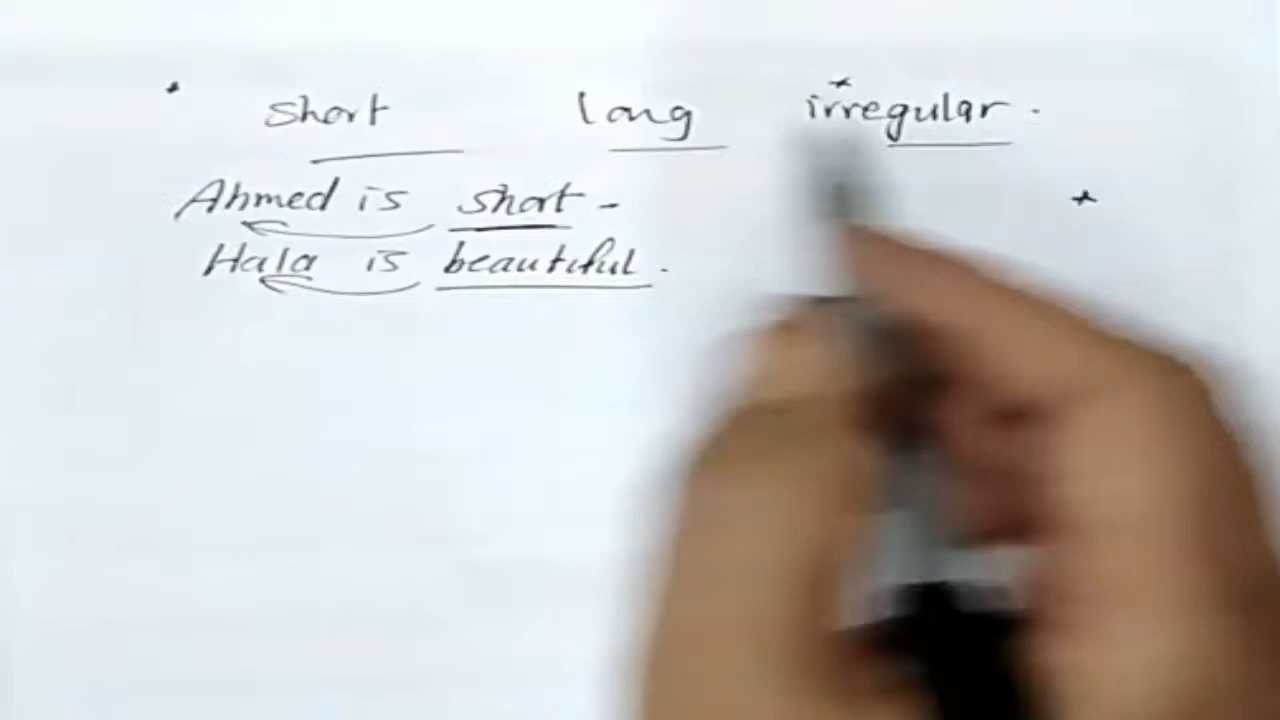 short long irregular.
Ahmed is short-
Hala is beautiful.